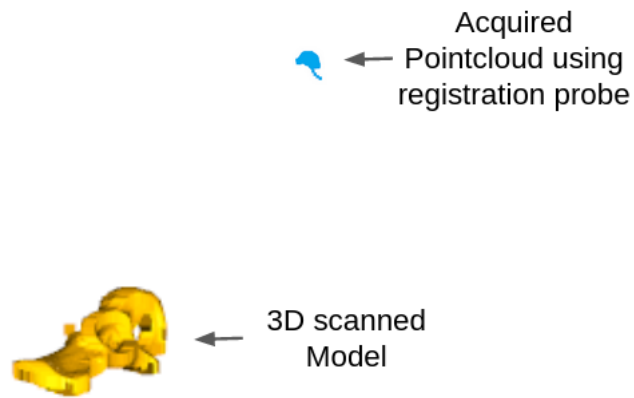 Acquired
Pointcloud using
registration probe
3D scanned
Model